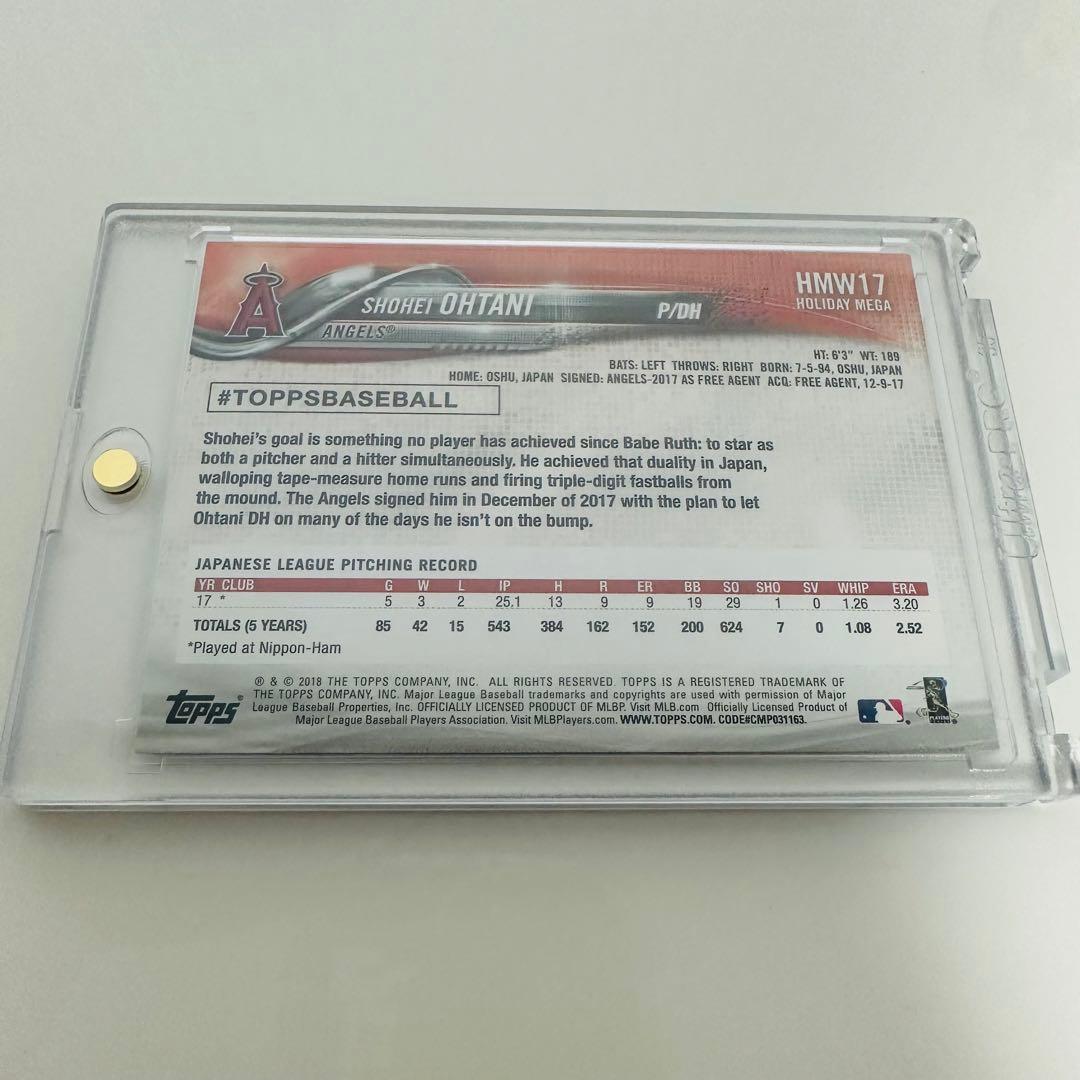 A
SHOHEI OHTANI
P/DH
HMW17
HOLIDAY MEGA
ANGELS®
HT: 6'3" WT: 189
BATS: LEFT THROWS: RIGHT BORN: 7-5-94, OSHU, JAPAN
HOME: OSHU, JAPAN SIGNED: ANGELS-2017 AS FREE AGENT ACQ: FREE AGENT, 12-9-17
#TOPPSBASEBALL
Shohei's goal is something no player has achieved since Babe Ruth: to star as
both a pitcher and a hitter simultaneously. He achieved that duality in Japan,
walloping tape-measure home runs and firing triple-digit fastballs from
the mound. The Angels signed him in December of 2017 with the plan to let
Ohtani DH on many of the days he isn't on the bump.
JAPANESE LEAGUE PITCHING RECORD
YR CLUB G W L IP H R ER BB SO SHO SV WHIP ERA
17 * 5 3 2 25.1 13 9 9 19 29 1 0 1.26 3.20
TOTALS (5 YEARS) 85 42 15 543 384 162 152 200 624 7 0 1.08 2.52
*Played at Nippon-Ham
® & © 2018 THE TOPPS COMPANY, INC. ALL RIGHTS RESERVED. TOPPS IS A REGISTERED TRADEMARK OF
THE TOPPS COMPANY, INC. Major League Baseball trademarks and copyrights are used with permission of Major
League Baseball Properties, Inc. OFFICIALLY LICENSED PRODUCT OF MLBP. Visit MLB.com Officially Licensed Product of
Major League Baseball Players Association. Visit MLBPlayers.com. WWW.TOPPS.COM. CODE#CMP031163.
TOPPS®